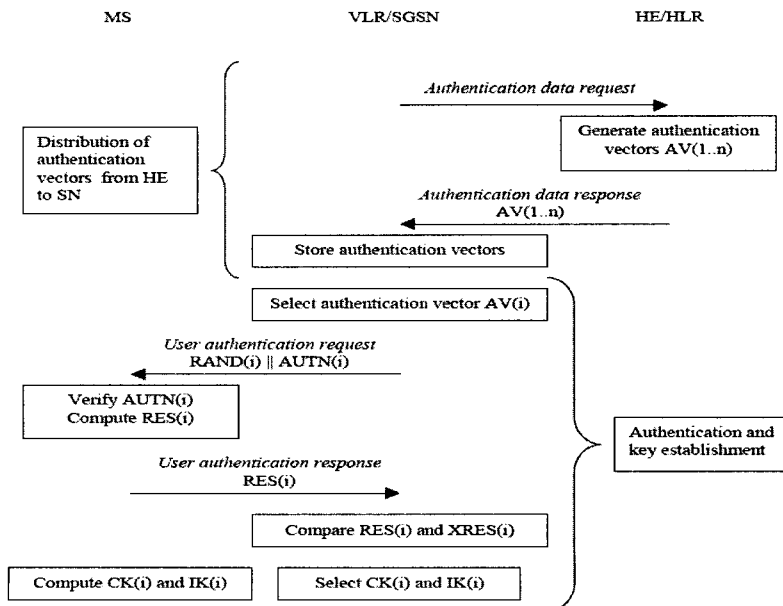 MS
VLR/SGSN
HE/HLR
Authentication data request
Distribution of
authentication
vectors from HE
to SN
Generate authentication
vectors AV(1..n)
Authentication data response
AV(1..n)
Store authentication vectors
Select authentication vector AV(i)
User authentication request
RAND(i) || AUTN(i)
Verify AUTN(i)
Compute RES(i)
Authentication and
key establishment
User authentication response
RES(i)
Compare RES(i) and XRES(i)
Compute CK(i) and IK(i)
Select CK(i) and IK(i)